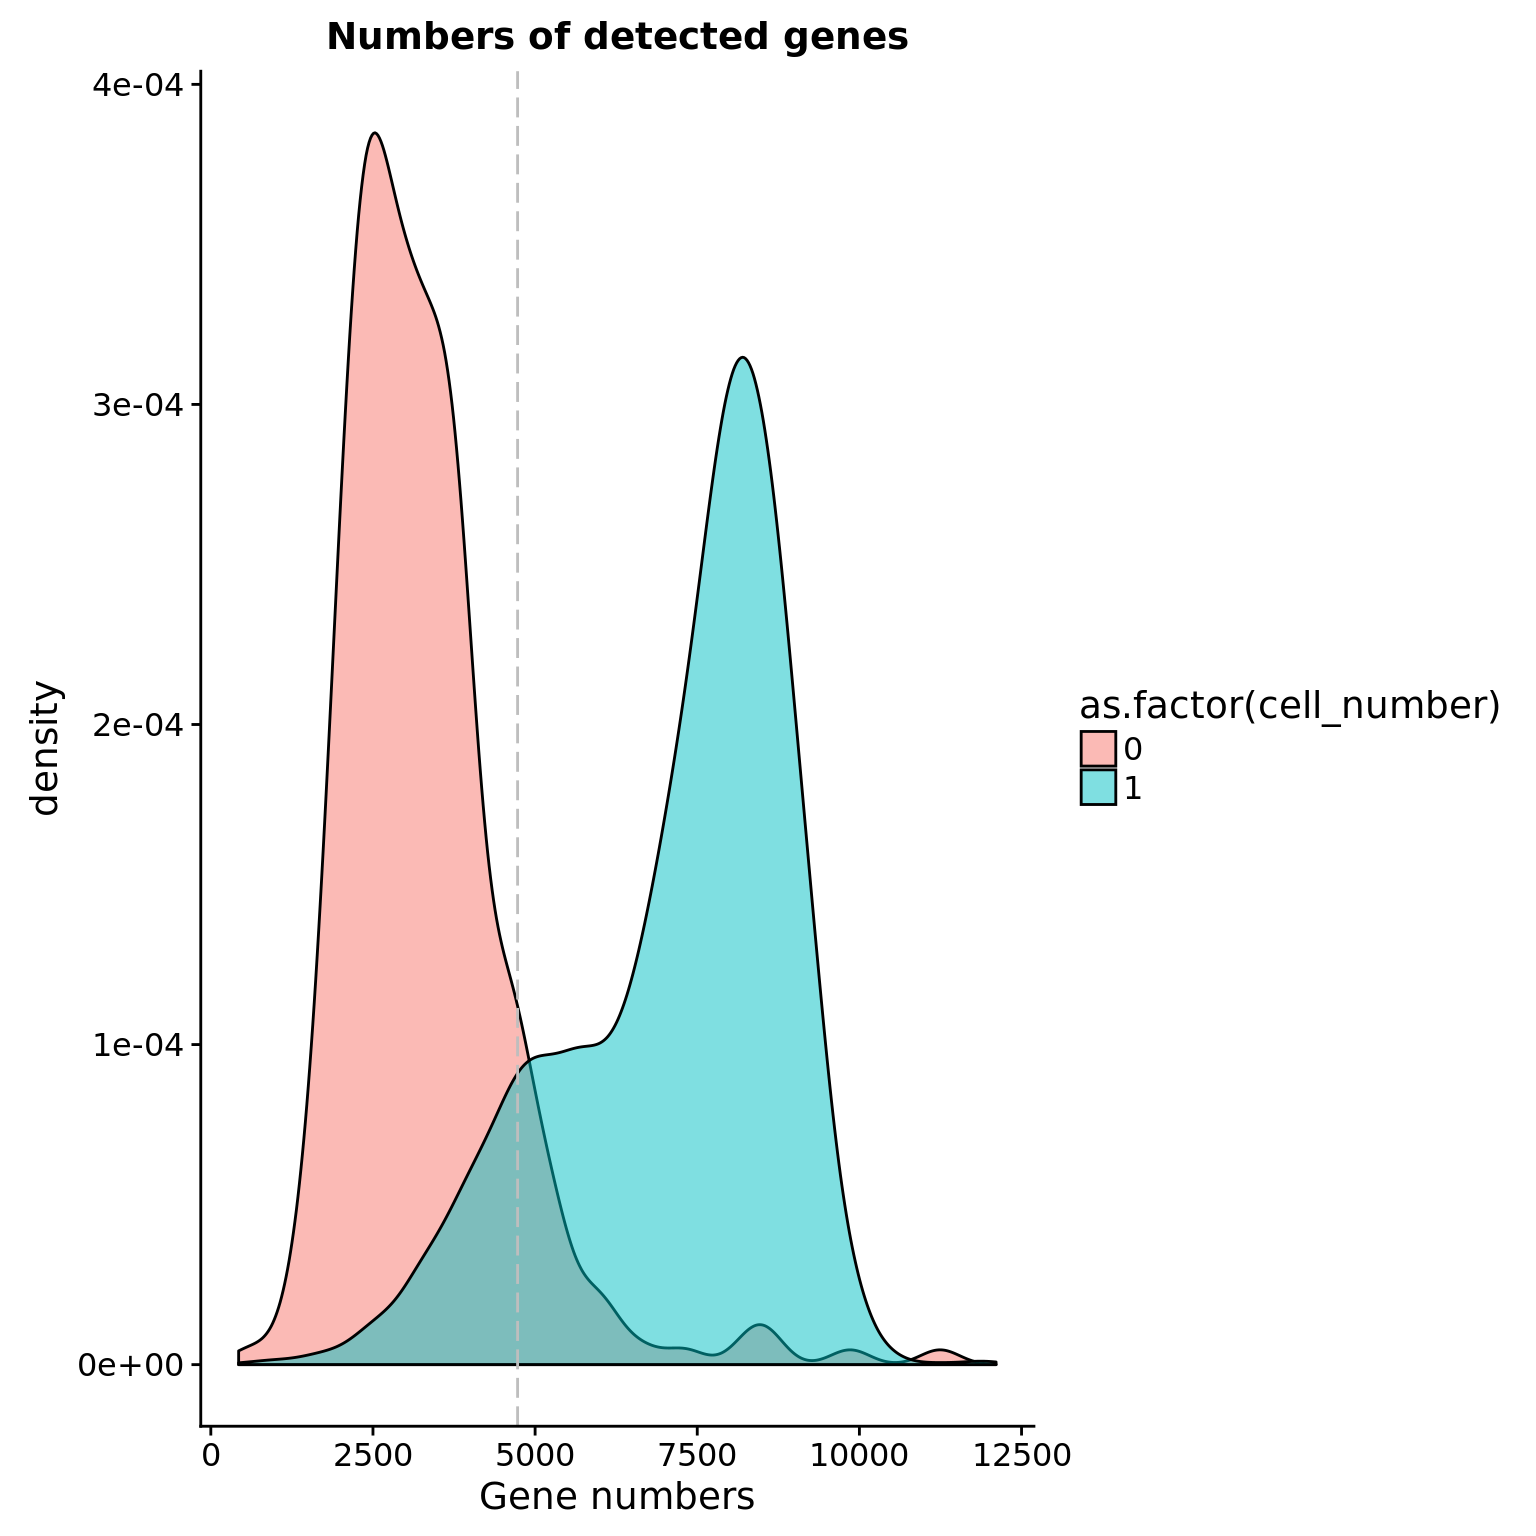 Numbers of detected genes
4e-04
3e-04
2e-04
1e-04
0e+00
density
0 2500 5000 7500 10000 12500
Gene numbers
as.factor(cell_number)
0
1